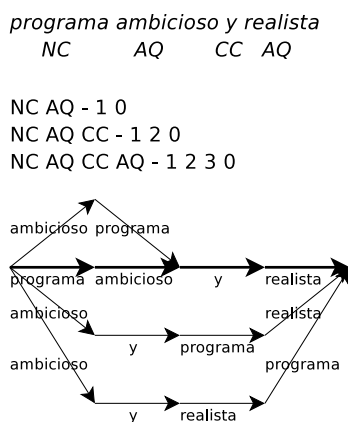 programa ambicioso y realista
NC AQ CC AQ
NC AQ - 1 0
NC AQ CC - 1 2 0
NC AQ CC AQ - 1 2 3 0
ambicioso programa
programa ambicioso y realista
ambicioso realista
y programa
ambicioso programa
y realista